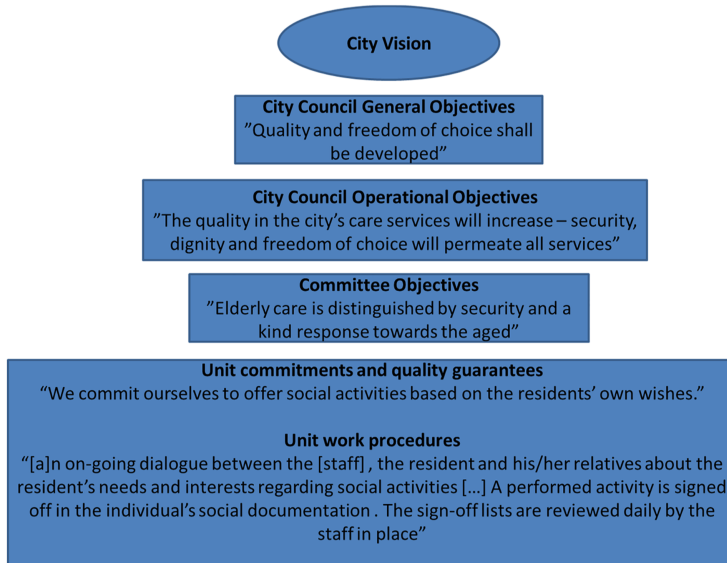 City Vision
City Council General Objectives
”Quality and freedom of choice shall
be developed”
City Council Operational Objectives
”The quality in the city’s care services will increase – security,
dignity and freedom of choice will permeate all services”
Committee Objectives
”Elderly care is distinguished by security and a
kind response towards the aged”
Unit commitments and quality guarantees
“We commit ourselves to offer social activities based on the residents’ own wishes.”
Unit work procedures
“[a]n on-going dialogue between the [staff] , the resident and his/her relatives about the
resident’s needs and interests regarding social activities […] A performed activity is signed
off in the individual’s social documentation . The sign-off lists are reviewed daily by the
staff in place”